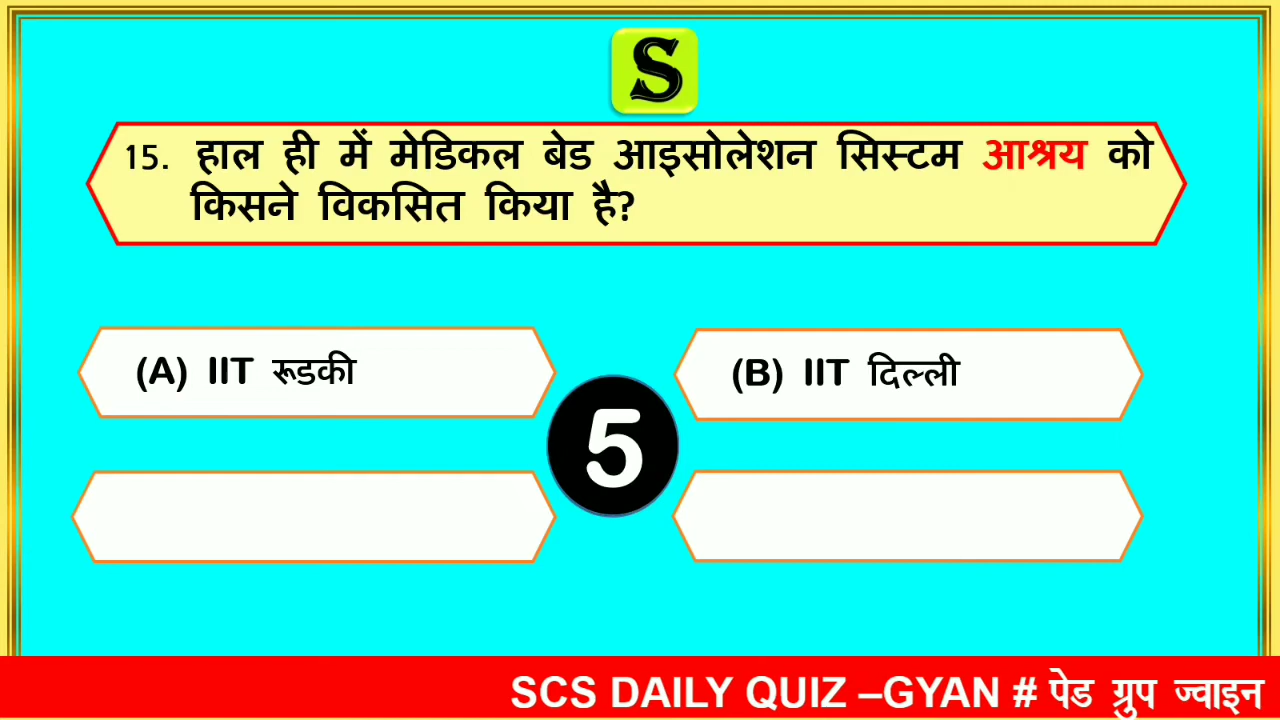 S
15. हाल ही में मेडिकल बेड आइसोलेशन सिस्टम आश्रय को
किसने विकसित किया है?
(A) IIT रूडकी
(B) IIT दिल्ली
5
SCS DAILY QUIZ –GYAN # पेड ग्रुप ज्वाइन